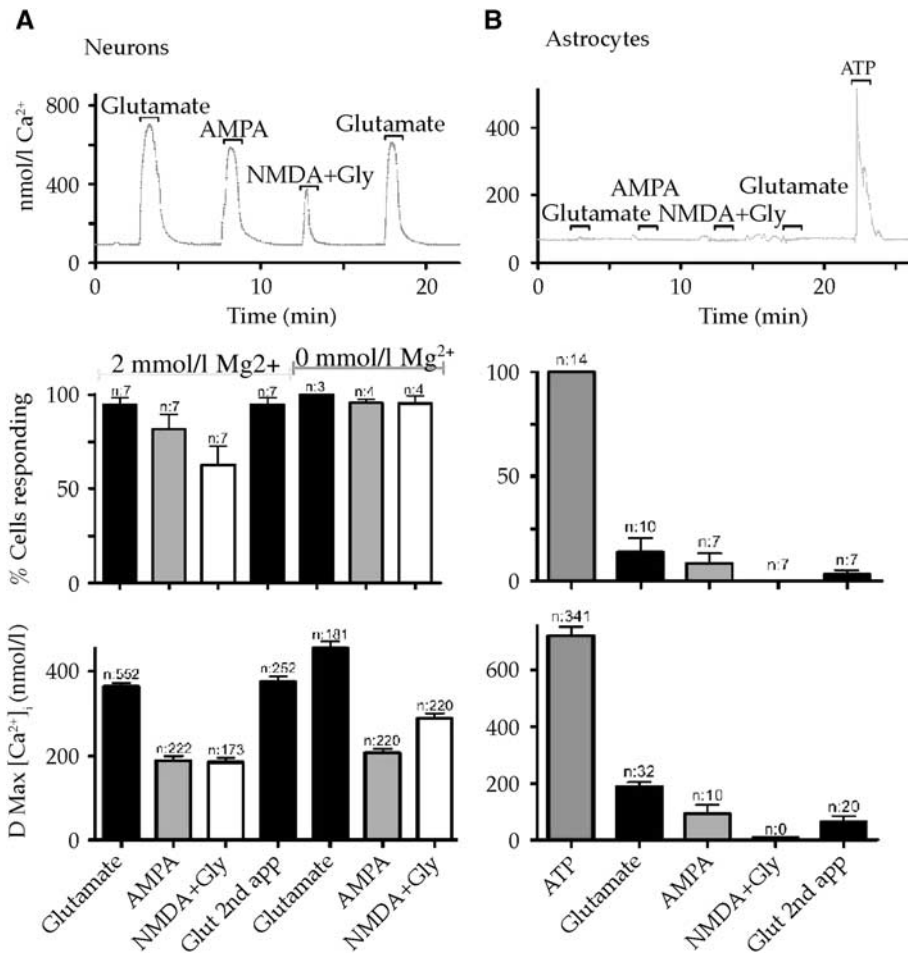 A
Neurons
nmol/l Ca²⁺
800
600
400
200
0
Glutamate
AMPA
NMDA+Gly
Glutamate
0
10
20
Time (min)
B
Astrocytes
400
200
0
Glutamate
AMPA
NMDA+Gly
Glutamate
ATP
0
10
20
Time (min)
2 mmol/l Mg2+
0 mmol/l Mg²⁺
% Cells responding
100
50
0
n:7
n:7
n:7
n:7
n:3
n:4
n:4
100
50
0
n:14
n:10
n:7
n:7
n:7
D Max [Ca²⁺]ᵢ (nmol/l)
400
200
0
n:552
n:222
n:173
n:252
n:181
n:220
n:220
Glutamate
AMPA
NMDA+Gly
Glut 2nd app
Glutamate
AMPA
NMDA+Gly
600
400
200
0
n:341
n:32
n:10
n:0
n:20
ATP
Glutamate
AMPA
NMDA+Gly
Glut 2nd app